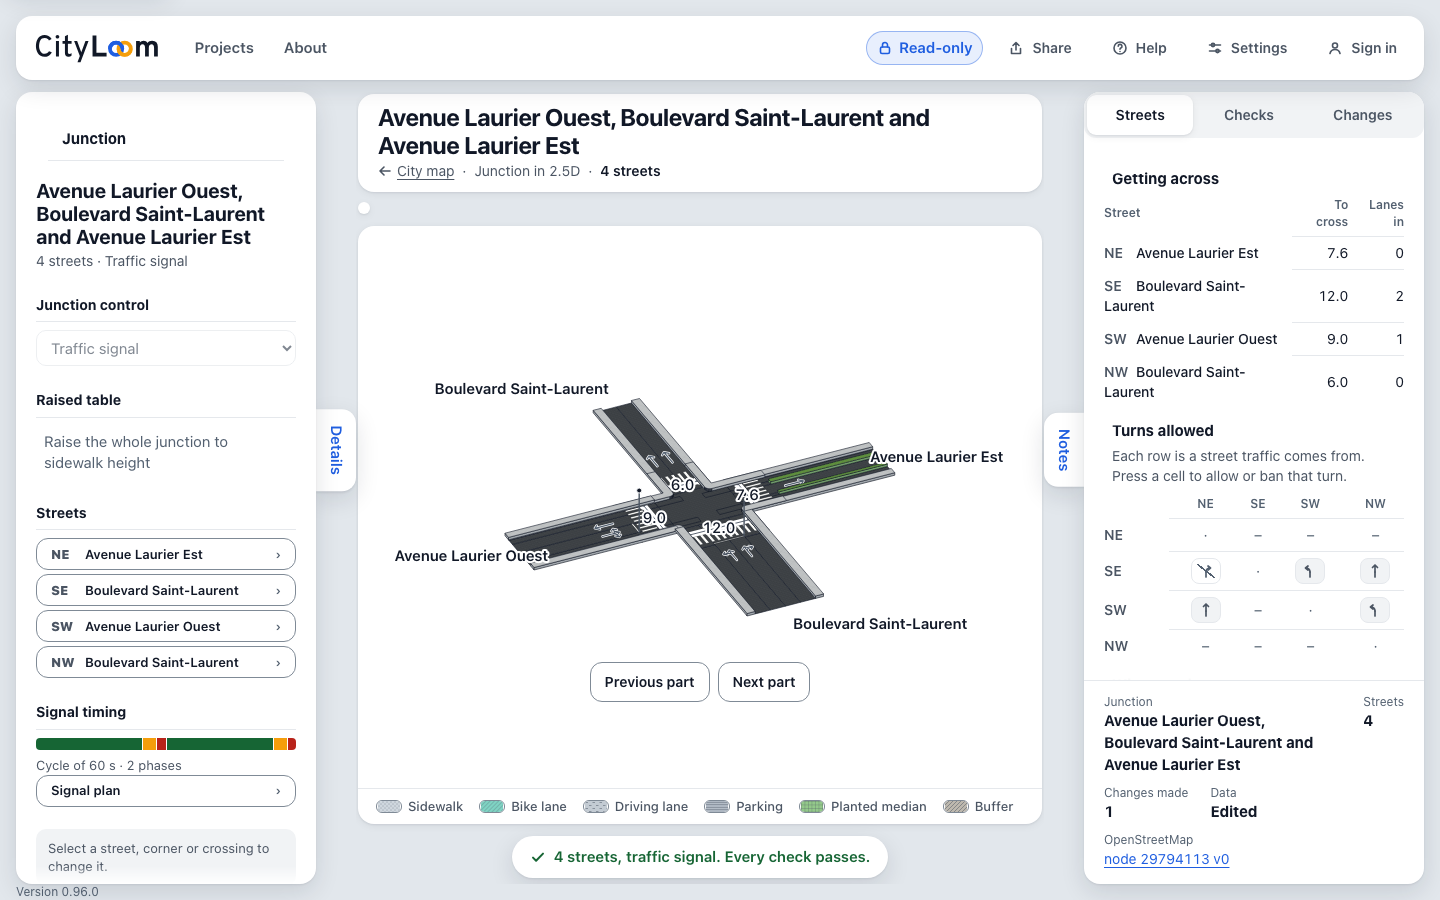 CityLoom
Projects
About
Read-only
Share
Help
Settings
Sign in
Junction
Avenue Laurier Ouest,
Boulevard Saint-Laurent
and Avenue Laurier Est
4 streets · Traffic signal
Junction control
Traffic signal
Raised table
Raise the whole junction to
sidewalk height
Streets
NE Avenue Laurier Est ›
SE Boulevard Saint-Laurent ›
SW Avenue Laurier Ouest ›
NW Boulevard Saint-Laurent ›
Signal timing
Cycle of 60 s · 2 phases
Signal plan ›
Select a street, corner or crossing to
change it.
Version 0.96.0
Details
Avenue Laurier Ouest, Boulevard Saint-Laurent and
Avenue Laurier Est
← City map · Junction in 2.5D · 4 streets
Boulevard Saint-Laurent
Avenue Laurier Est
6.0
7.6
9.0
12.0
Avenue Laurier Ouest
Boulevard Saint-Laurent
Previous part
Next part
Sidewalk
Bike lane
Driving lane
Parking
Planted median
Buffer
4 streets, traffic signal. Every check passes.
Notes
Streets
Checks
Changes
Getting across
Street To cross Lanes in
NE Avenue Laurier Est 7.6 0
SE Boulevard Saint-
Laurent 12.0 2
SW Avenue Laurier Ouest 9.0 1
NW Boulevard Saint-
Laurent 6.0 0
Turns allowed
Each row is a street traffic comes from.
Press a cell to allow or ban that turn.
NE SE SW NW
NE · – – –
SE ·
SW – ·
NW – – – ·
Junction
Avenue Laurier Ouest,
Boulevard Saint-Laurent and
Avenue Laurier Est
Streets
4
Changes made
1
Data
Edited
OpenStreetMap
node 29794113 v0